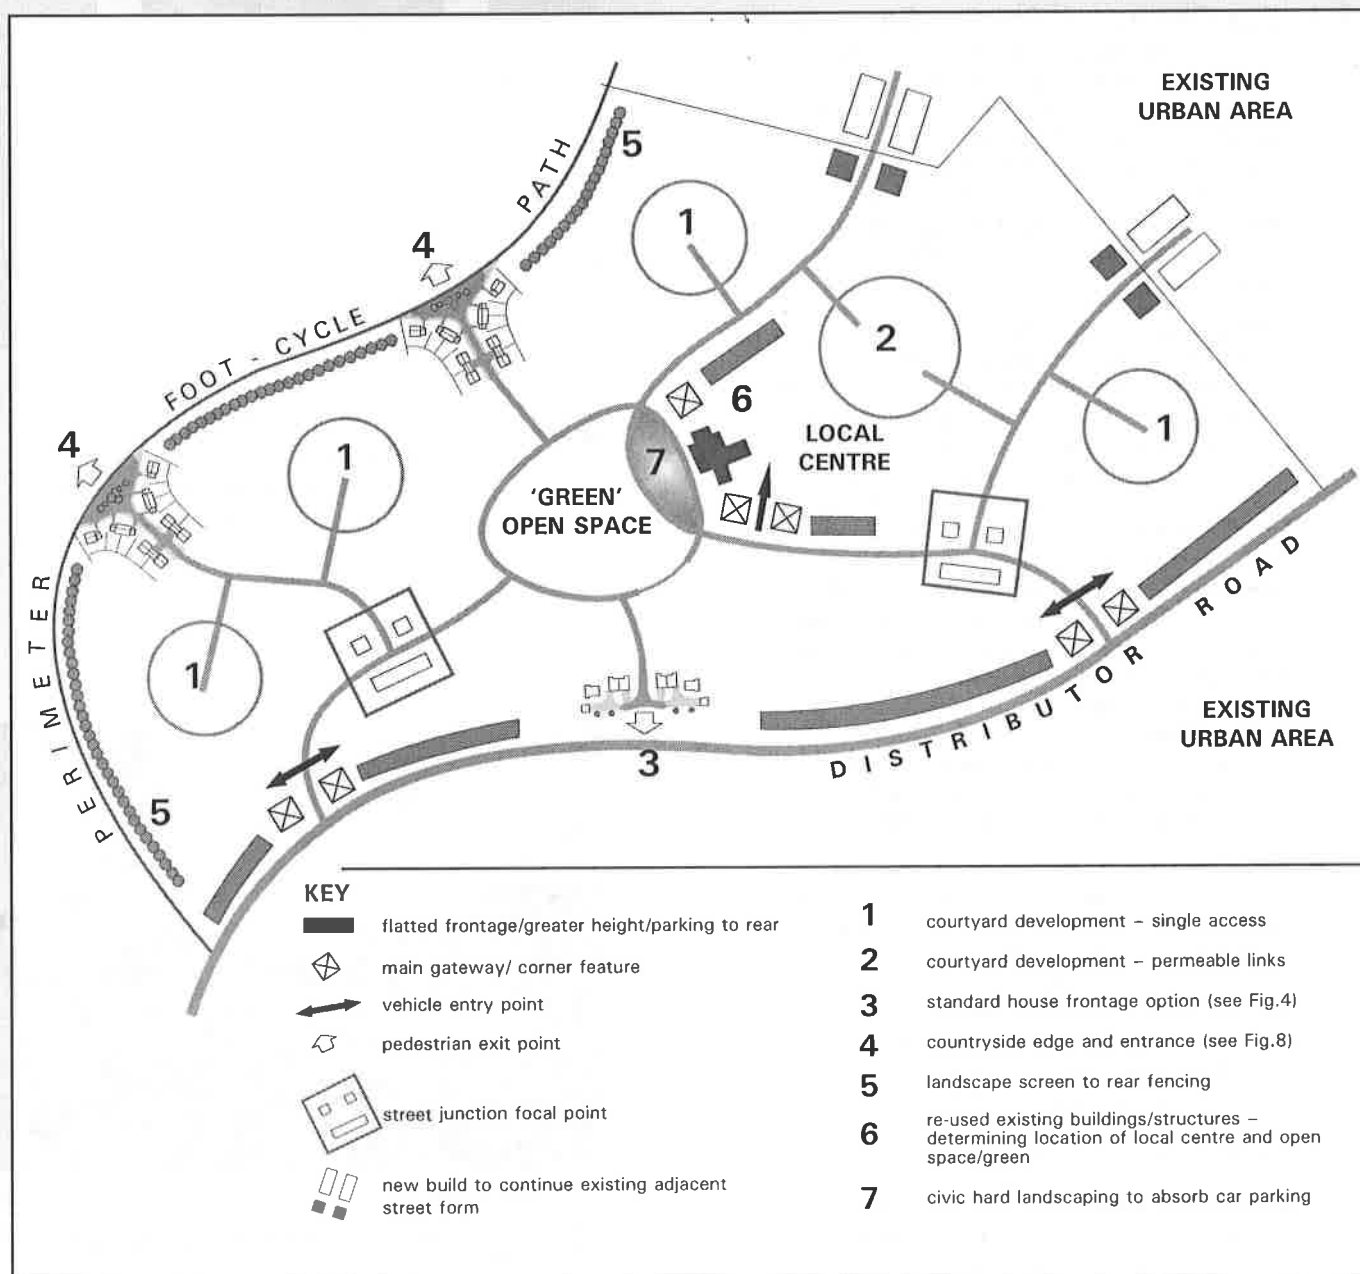 EXISTING
URBAN AREA
5
PATH
1
4
2
FOOT - CYCLE
6
4
1
LOCAL
CENTRE
1
7
'GREEN'
OPEN SPACE
PERIMETER
1
DISTRIBUTOR ROAD
EXISTING
URBAN AREA
3
5
KEY
flatted frontage/greater height/parking to rear
main gateway/ corner feature
vehicle entry point
pedestrian exit point
street junction focal point
new build to continue existing adjacent
street form
1 courtyard development – single access
2 courtyard development – permeable links
3 standard house frontage option (see Fig.4)
4 countryside edge and entrance (see Fig.8)
5 landscape screen to rear fencing
6 re-used existing buildings/structures –
determining location of local centre and open
space/green
7 civic hard landscaping to absorb car parking